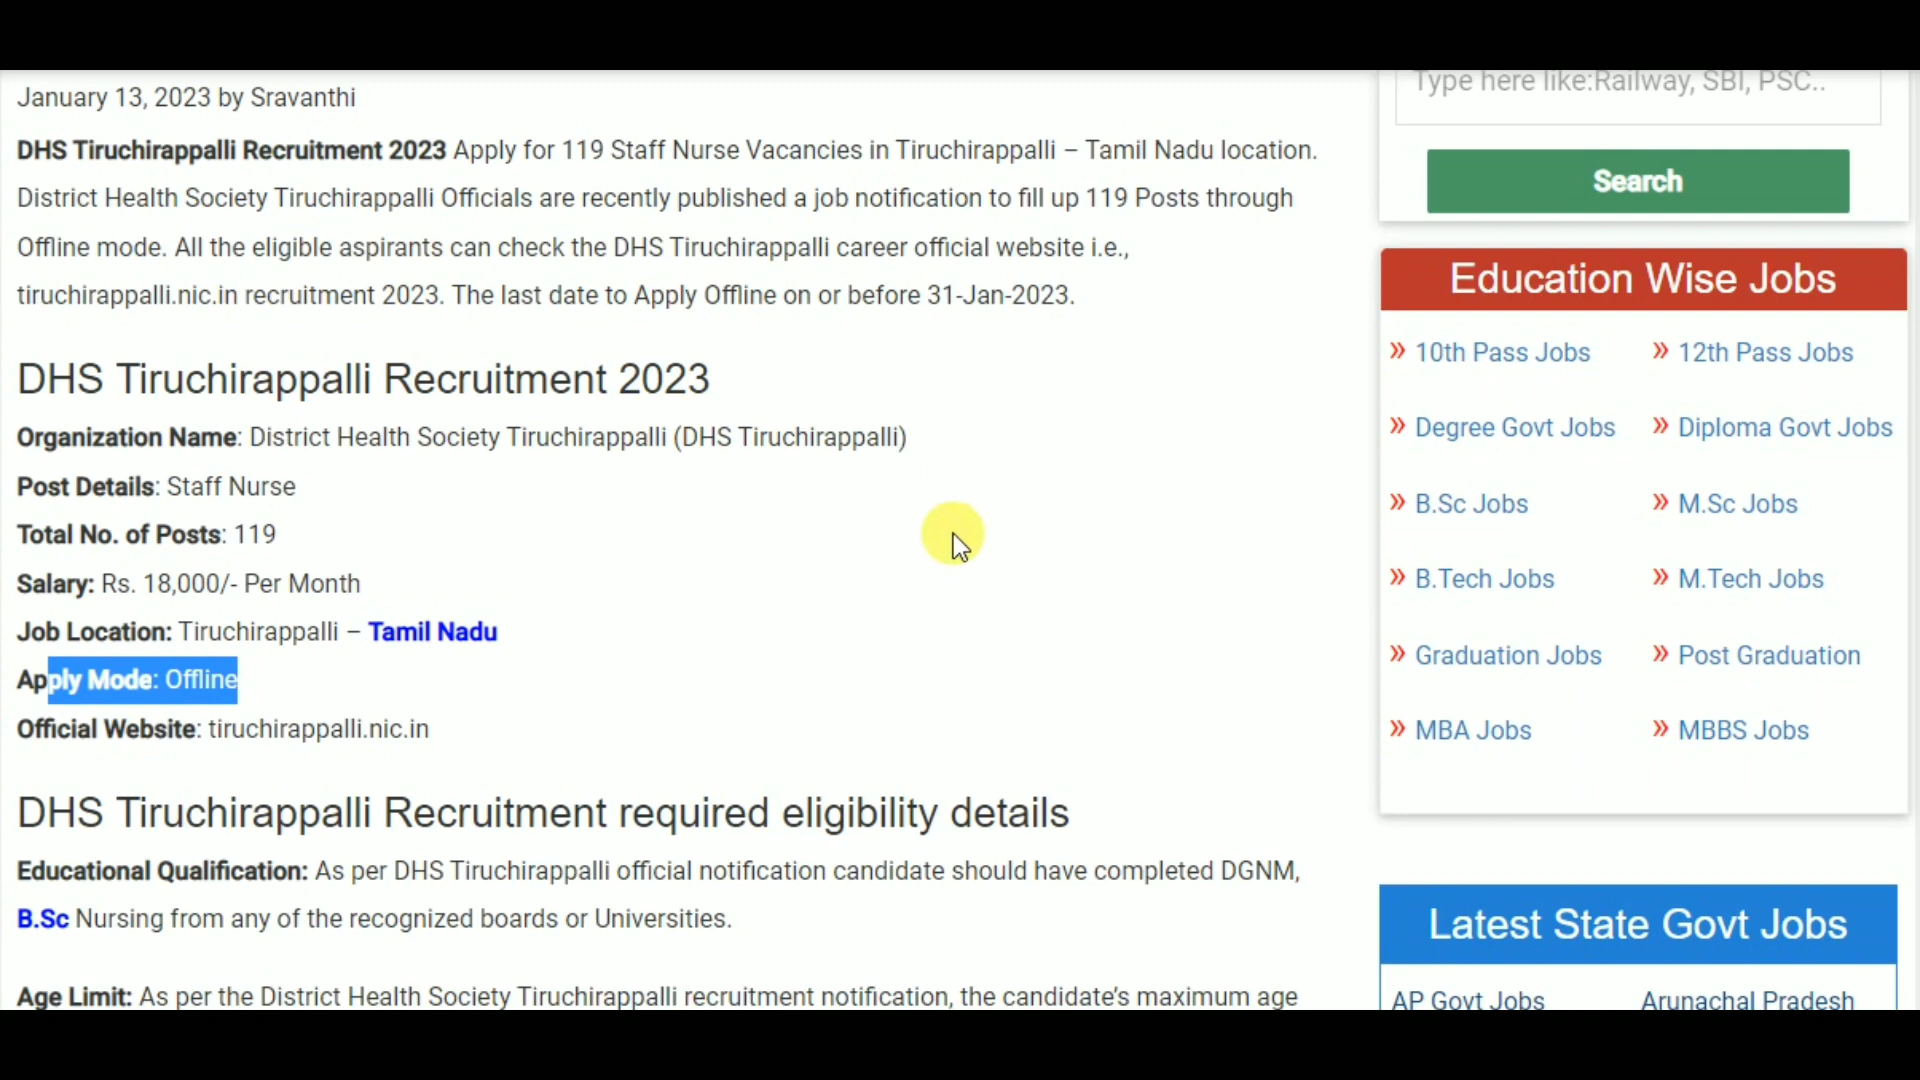 January 13, 2023 by Sravanthi
DHS Tiruchirappalli Recruitment 2023 Apply for 119 Staff Nurse Vacancies in Tiruchirappalli – Tamil Nadu location.
District Health Society Tiruchirappalli Officials are recently published a job notification to fill up 119 Posts through
Offline mode. All the eligible aspirants can check the DHS Tiruchirappalli career official website i.e.,
tiruchirappalli.nic.in recruitment 2023. The last date to Apply Offline on or before 31-Jan-2023.
DHS Tiruchirappalli Recruitment 2023
Organization Name: District Health Society Tiruchirappalli (DHS Tiruchirappalli)
Post Details: Staff Nurse
Total No. of Posts: 119
Salary: Rs. 18,000/- Per Month
Job Location: Tiruchirappalli – Tamil Nadu
Apply Mode: Offline
Official Website: tiruchirappalli.nic.in
DHS Tiruchirappalli Recruitment required eligibility details
Educational Qualification: As per DHS Tiruchirappalli official notification candidate should have completed DGNM,
B.Sc Nursing from any of the recognized boards or Universities.
Age Limit: As per the District Health Society Tiruchirappalli recruitment notification, the candidate's maximum age
Type here like:Railway, SBI, PSC..
Search
Education Wise Jobs
» 10th Pass Jobs » 12th Pass Jobs
» Degree Govt Jobs » Diploma Govt Jobs
» B.Sc Jobs » M.Sc Jobs
» B.Tech Jobs » M.Tech Jobs
» Graduation Jobs » Post Graduation
» MBA Jobs » MBBS Jobs
Latest State Govt Jobs
AP Govt Jobs Arunachal Pradesh